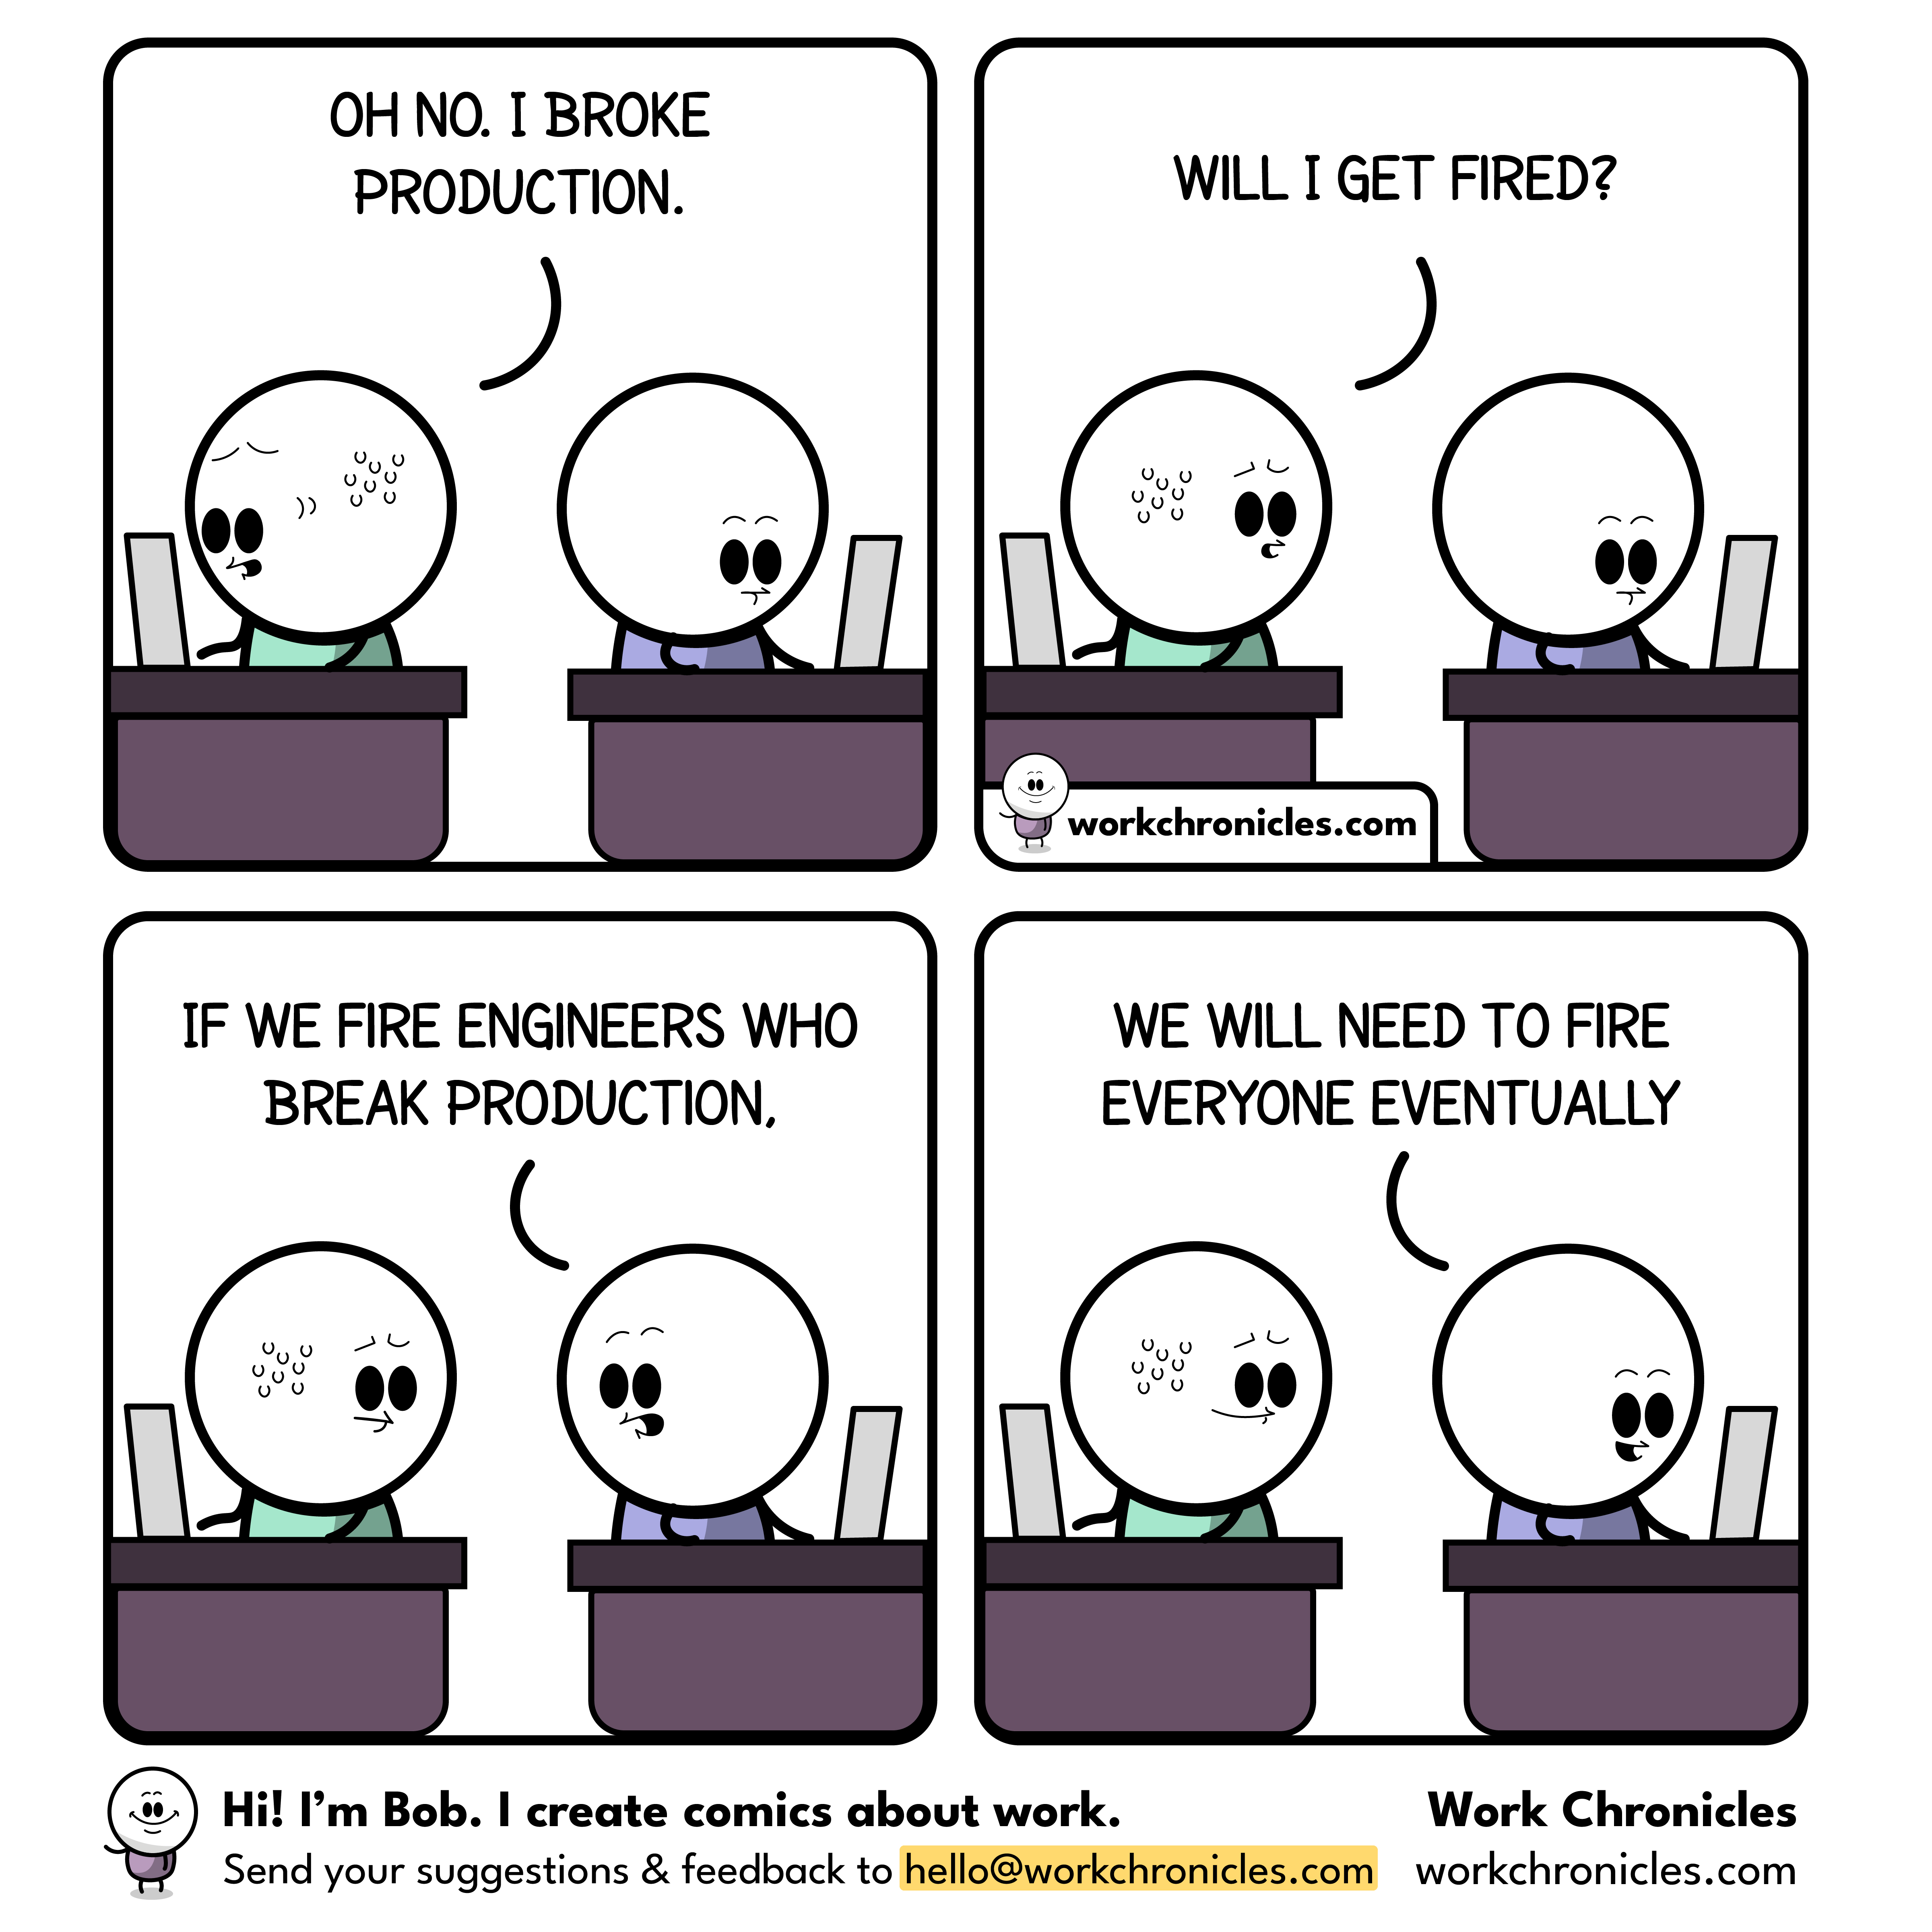 OH NO. I BROKE
PRODUCTION.
WILL I GET FIRED?
workchronicles.com
IF WE FIRE ENGINEERS WHO
BREAK PRODUCTION,
WE WILL NEED TO FIRE
EVERYONE EVENTUALLY
Hi! I'm Bob. I create comics about work.
Send your suggestions & feedback to hello@workchronicles.com
Work Chronicles
workchronicles.com